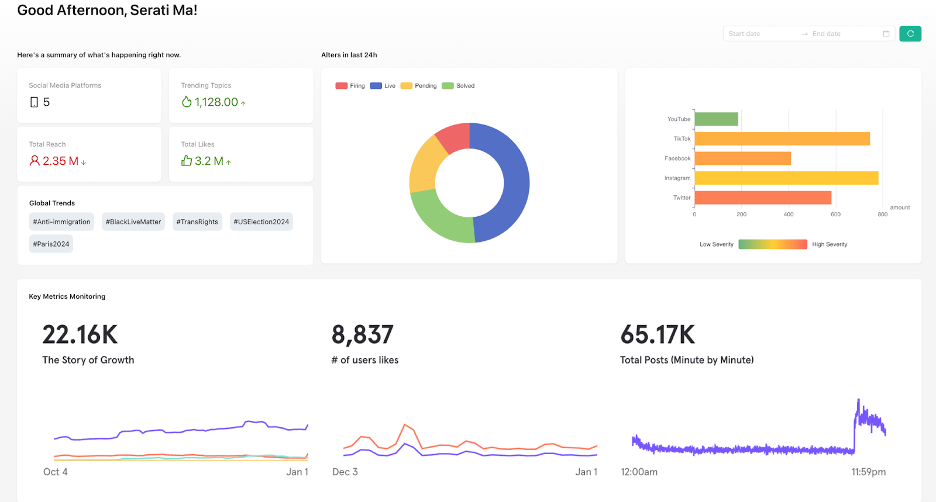 Good Afternoon, Serati Ma!
Start date → End date
Here's a summary of what's happening right now.
Social Media Platforms
5
Trending Topics
1,128.00 ↑
Total Reach
2.35 M ↓
Total Likes
3.2 M ↑
Global Trends
#Anti-immigration
#BlackLiveMatter
#TransRights
#USElection2024
#Paris2024
Alters in last 24h
Firing
Live
Pending
Solved
YouTube
TikTok
Facebook
Instagram
Twitter
0 200 400 600 800
amount
Low Severity
High Severity
Key Metrics Monitoring
22.16K
The Story of Growth
Oct 4 Jan 1
8,837
# of users likes
Dec 3 Jan 1
65.17K
Total Posts (Minute by Minute)
12:00am 11:59pm